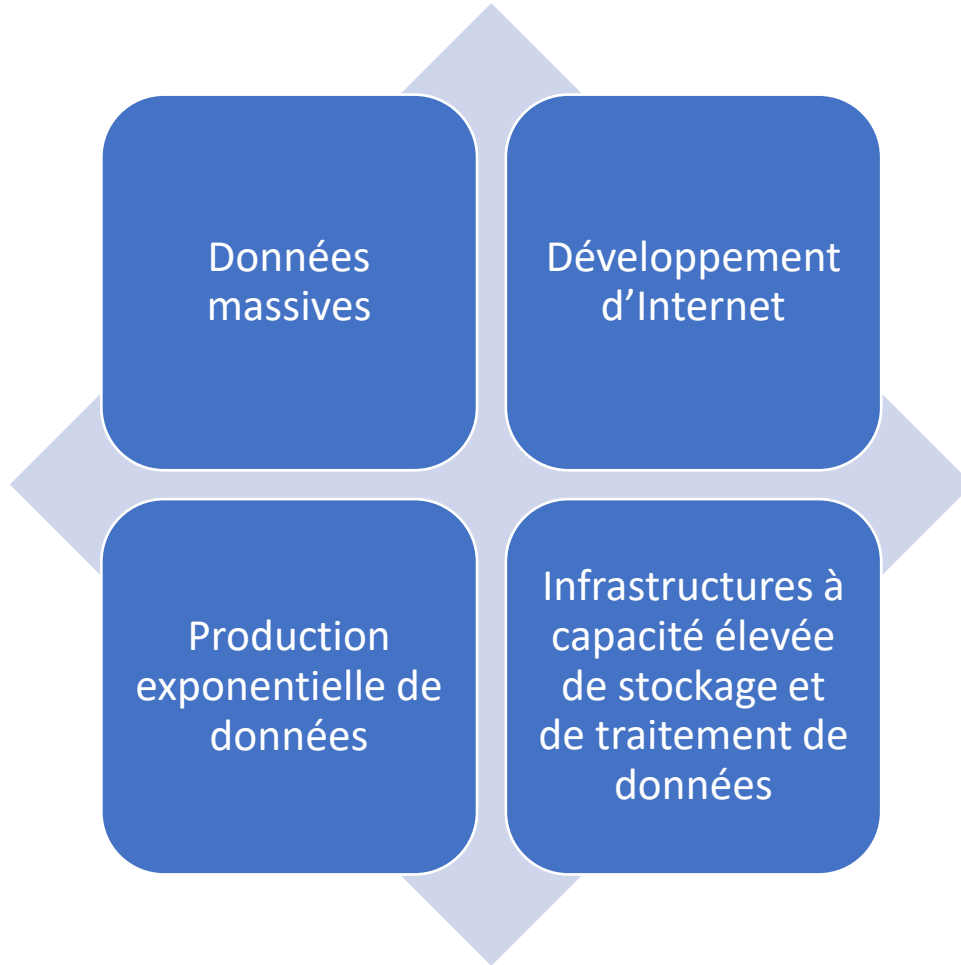 Données
massives
Développement
d’Internet
Production
exponentielle de
données
Infrastructures à
capacité élevée
de stockage et
de traitement de
données